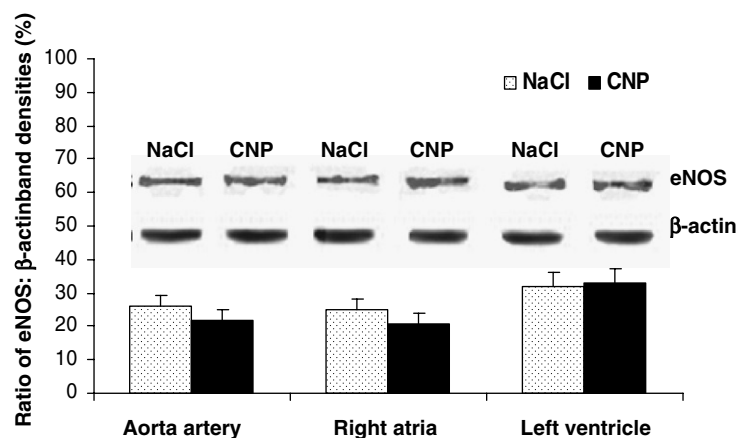 Ratio of eNOS: β-actinband densities (%)
100
90
80
70
60
50
40
30
20
10
0
NaCl CNP
NaCl CNP NaCl CNP NaCl CNP
eNOS
β-actin
Aorta artery Right atria Left ventricle